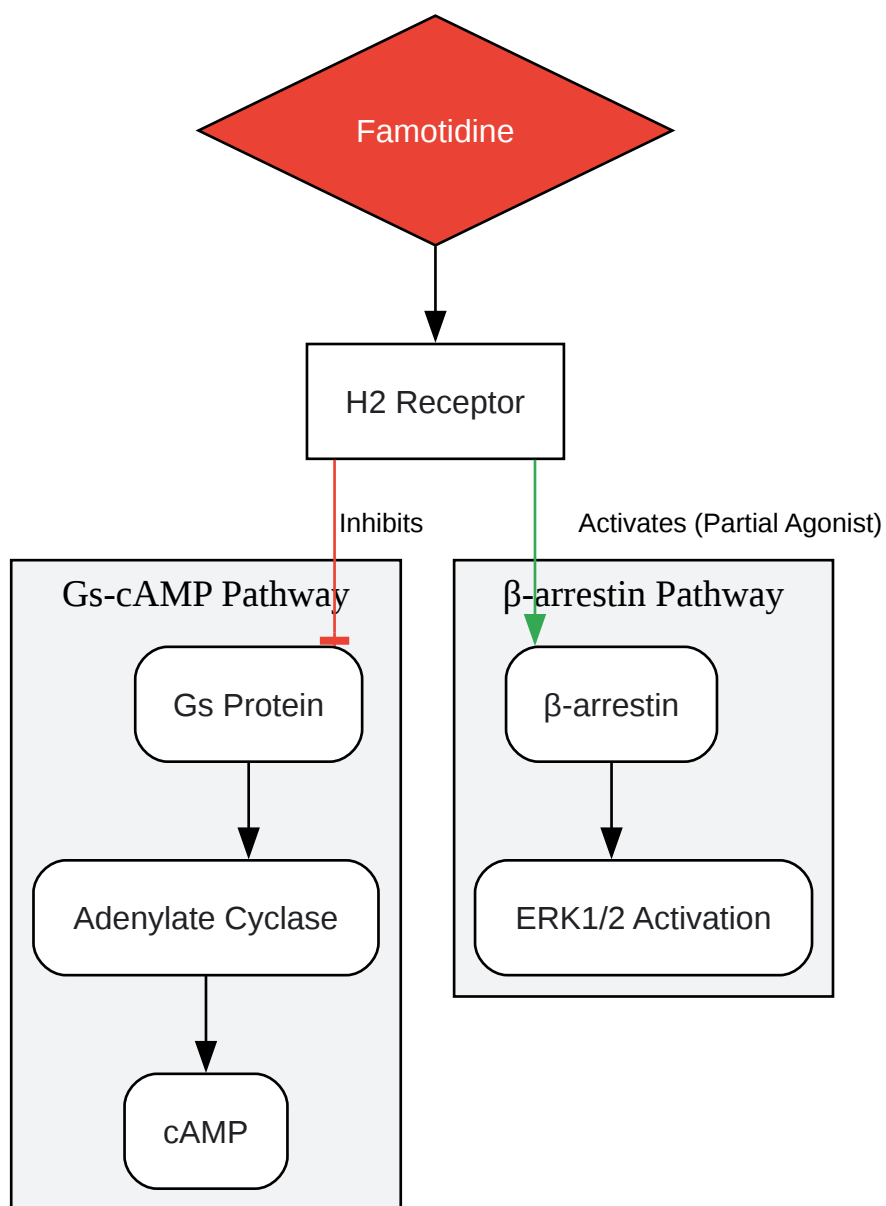 Famotidine
H2 Receptor
Inhibits
Activates (Partial Agonist)
Gs-cAMP Pathway
β-arrestin Pathway
Gs Protein
β-arrestin
Adenylate Cyclase
ERK1/2 Activation
cAMP